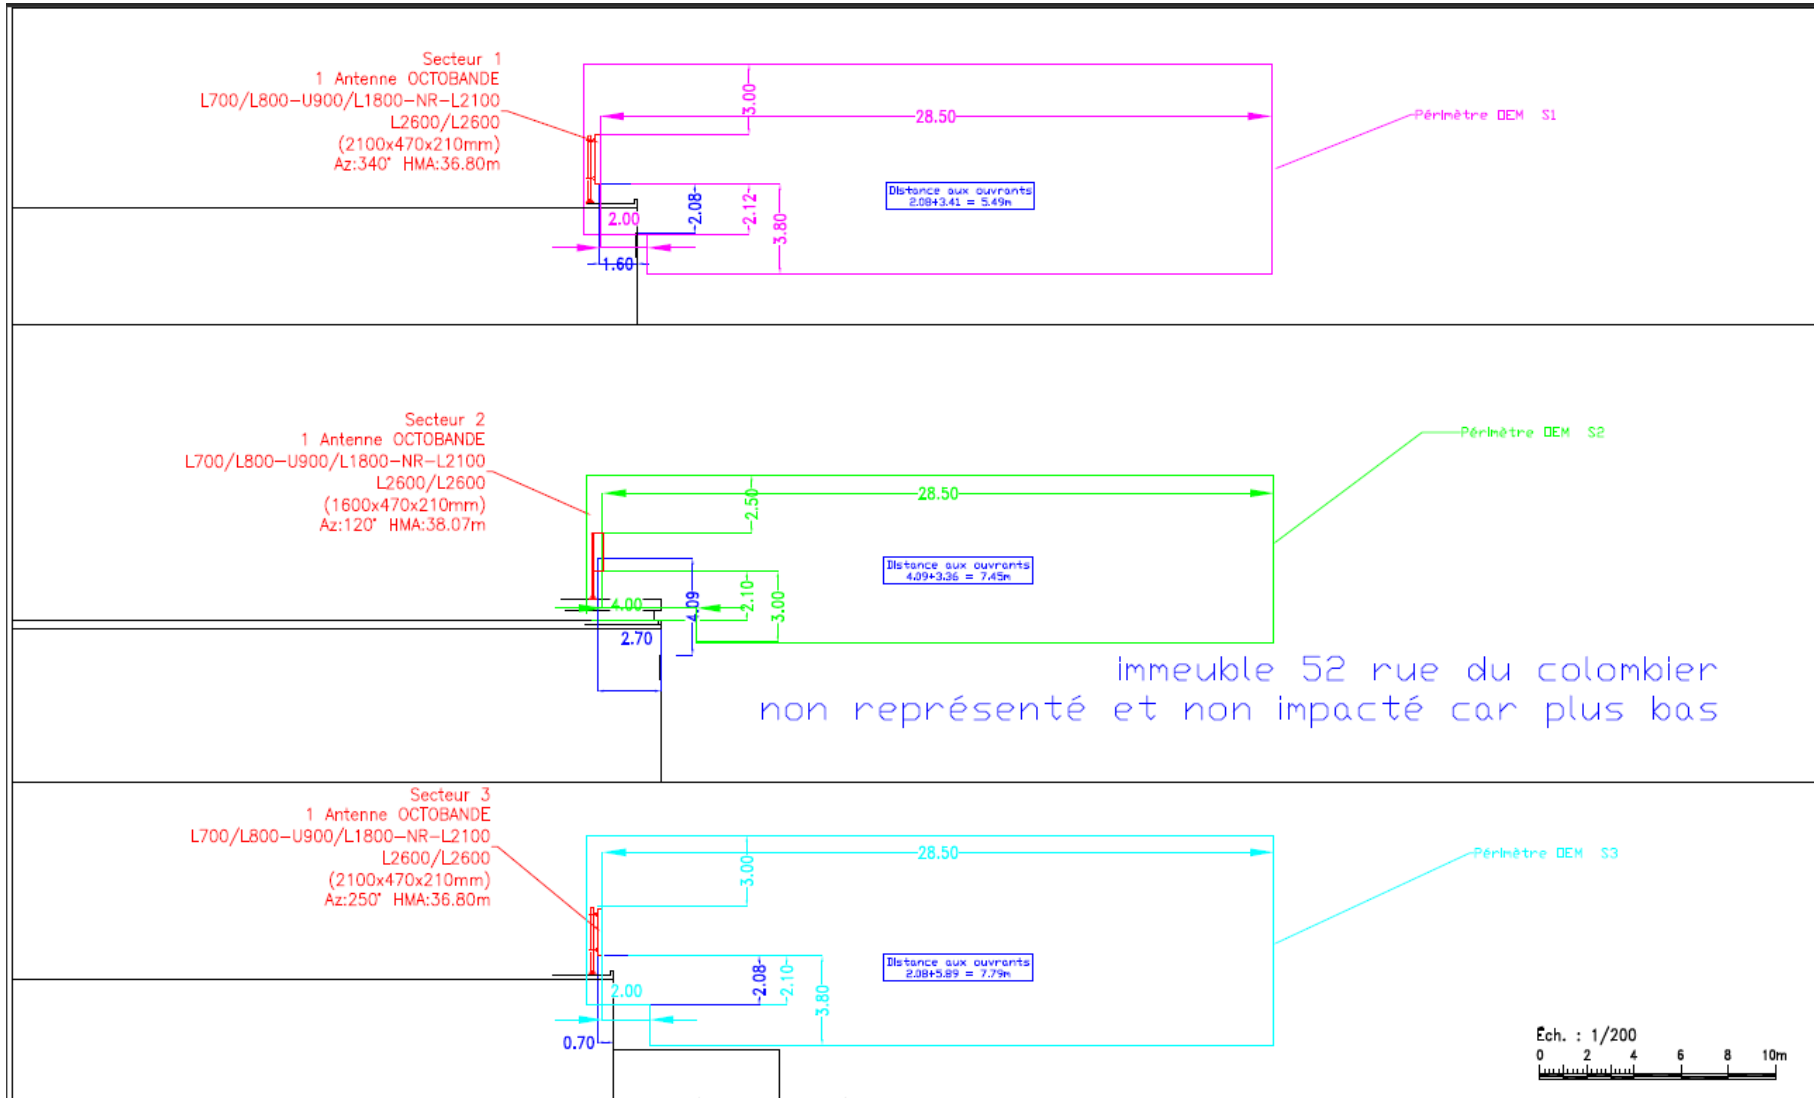 Secteur 1
1 Antenne OCTOBANDE
L700/L800-U900/L1800-NR-L2100
L2600/L2600
(2100x470x210mm)
Az:340° HMA:36.80m
3.00
28.50
Périmètre OEM S1
Distance aux ouvrants
2.08+3.41 = 5.49m
2.00
2.08
2.12
3.80
1.60
Secteur 2
1 Antenne OCTOBANDE
L700/L800-U900/L1800-NR-L2100
L2600/L2600
(1600x470x210mm)
Az:120° HMA:38.07m
2.50
28.50
Périmètre OEM S2
Distance aux ouvrants
4.09+3.36 = 7.45m
4.00
4.09
2.10
3.00
2.70
immeuble 52 rue du colombier
non représenté et non impacté car plus bas
Secteur 3
1 Antenne OCTOBANDE
L700/L800-U900/L1800-NR-L2100
L2600/L2600
(2100x470x210mm)
Az:250° HMA:36.80m
3.00
28.50
Périmètre OEM S3
Distance aux ouvrants
2.08+5.89 = 7.79m
2.00
2.08
2.10
3.80
0.70
Éch. : 1/200
0 2 4 6 8 10m